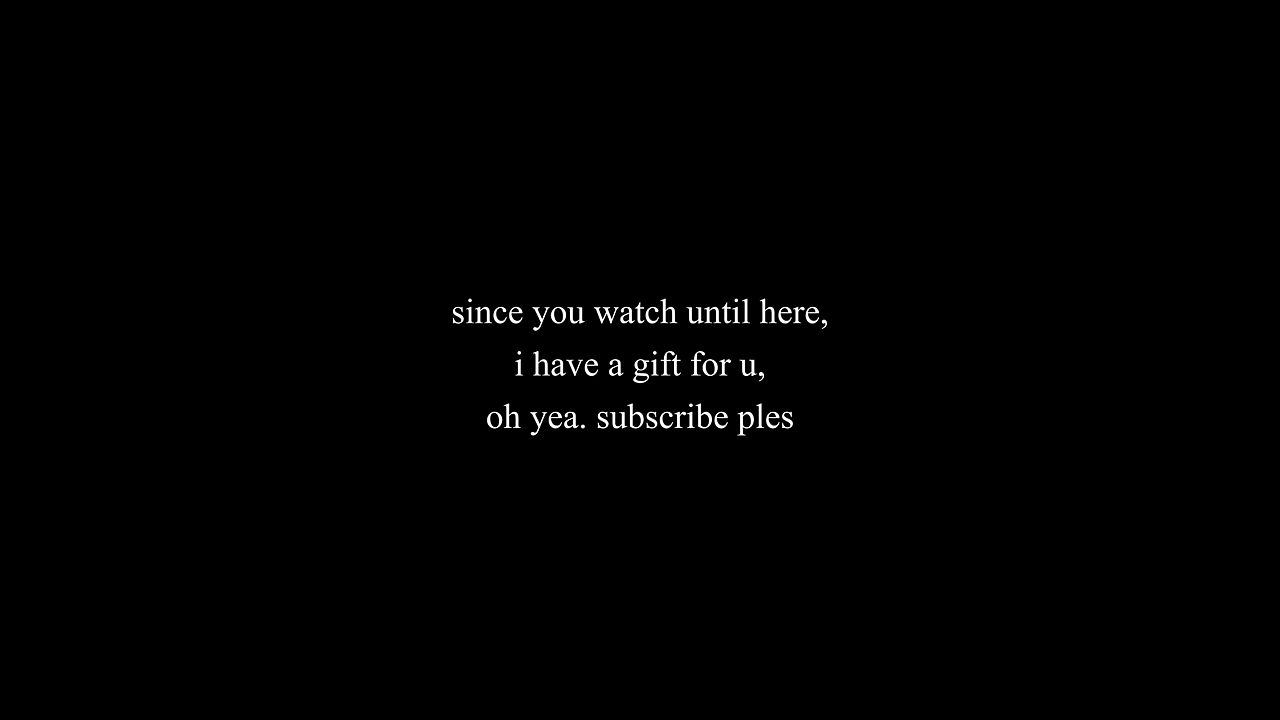 since you watch until here,
i have a gift for u,
oh yea. subscribe ples